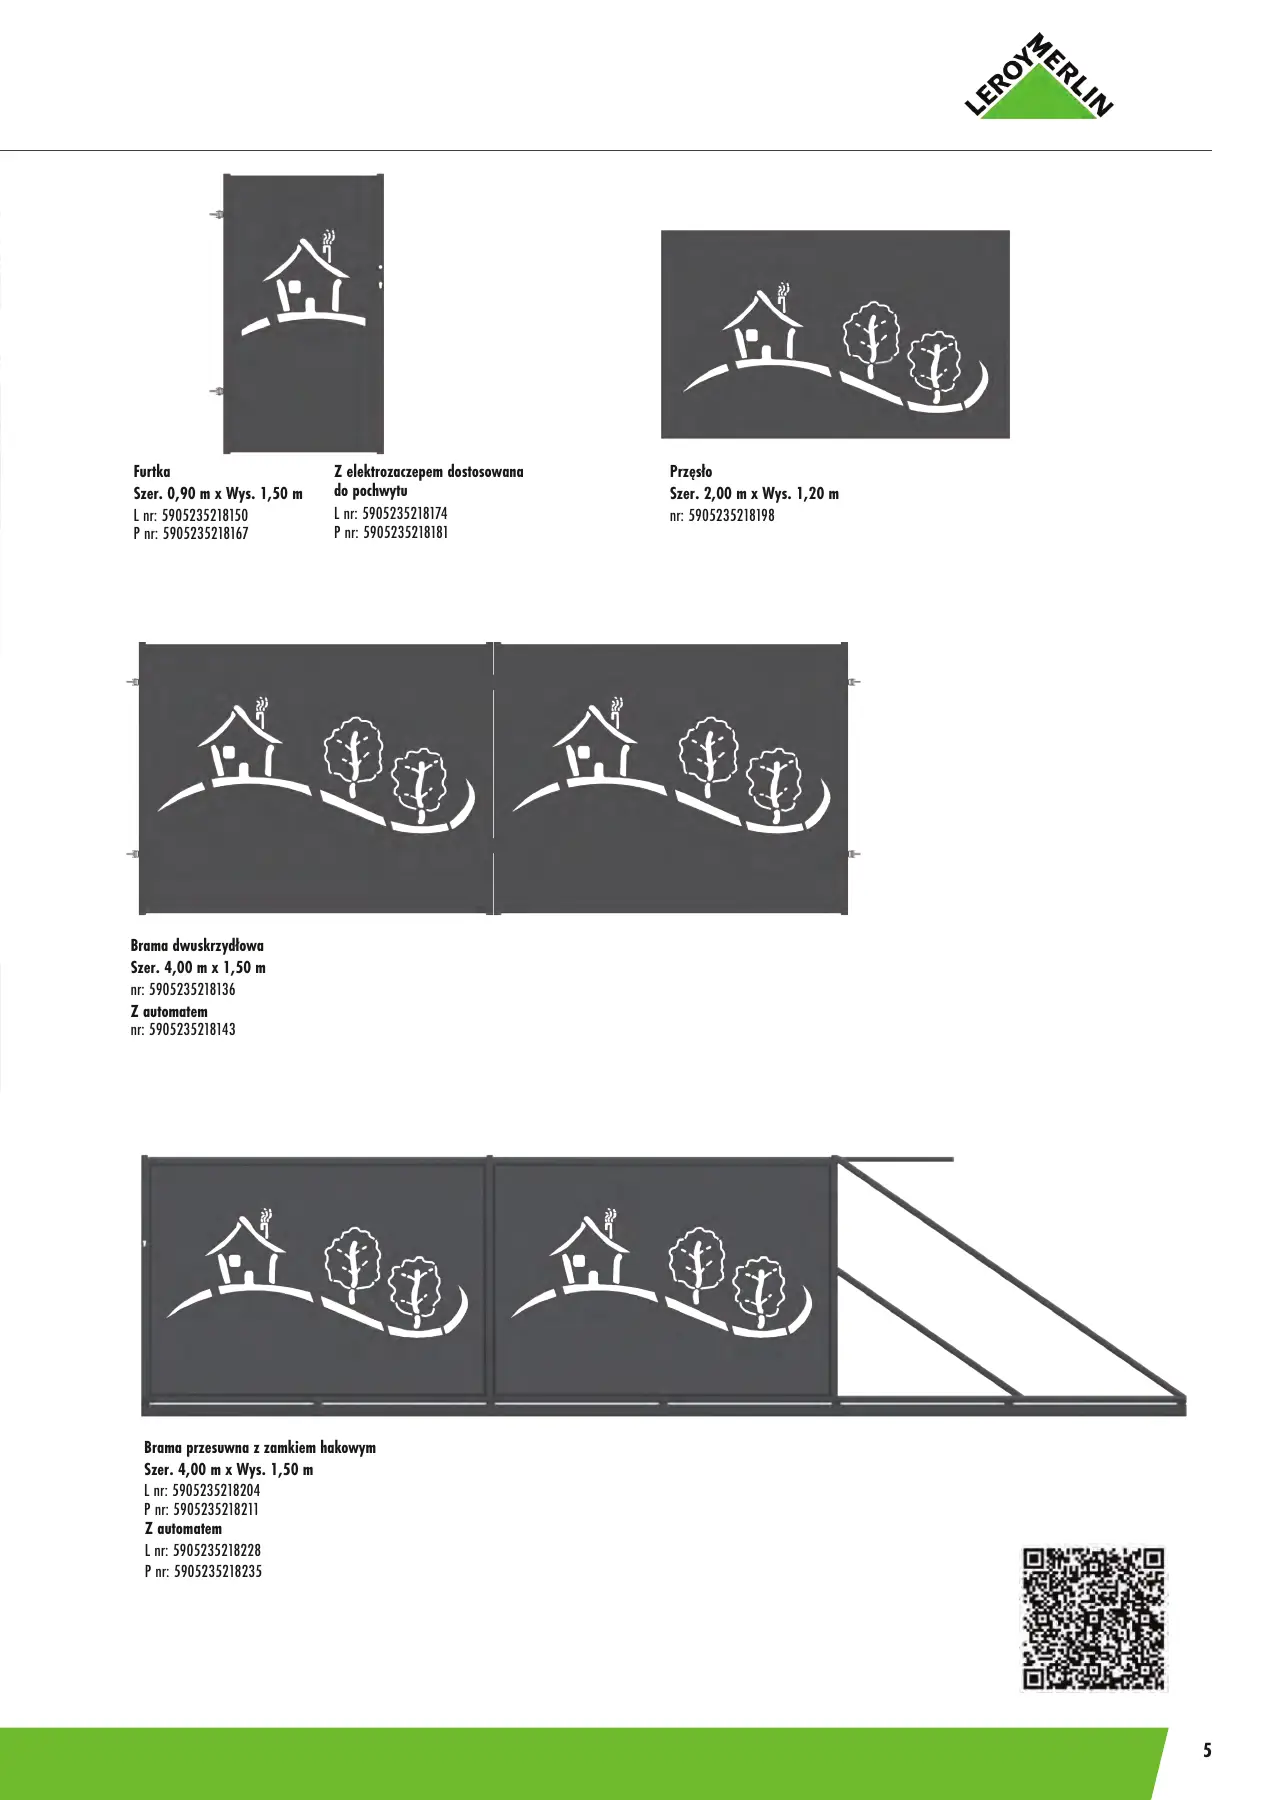 LEROY MERLIN
Furtka
Szer. 0,90 m x Wys. 1,50 m
L nr: 5905235218150
P nr: 5905235218167
Z elektrozaczepem dostosowana
do pochwytu
L nr: 5905235218174
P nr: 5905235218181
Przęsło
Szer. 2,00 m x Wys. 1,20 m
nr: 5905235218198
Brama dwuskrzydłowa
Szer. 4,00 m x 1,50 m
nr: 5905235218136
Z automatem
nr: 5905235218143
Brama przesuwna z zamkiem hakowym
Szer. 4,00 m x Wys. 1,50 m
L nr: 5905235218204
P nr: 5905235218211
Z automatem
L nr: 5905235218228
P nr: 5905235218235
5